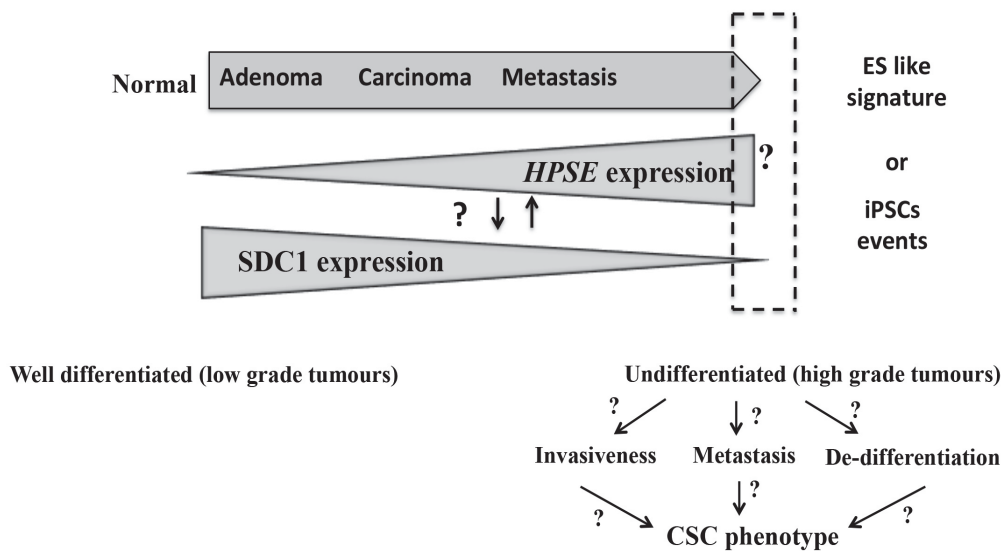 Normal Adenoma Carcinoma Metastasis
ES like
signature
or
iPSCs
events
HPSE expression ?
?
SDC1 expression
Well differentiated (low grade tumours) Undifferentiated (high grade tumours)
? ? ?
Invasiveness Metastasis De-differentiation
? ? ?
CSC phenotype